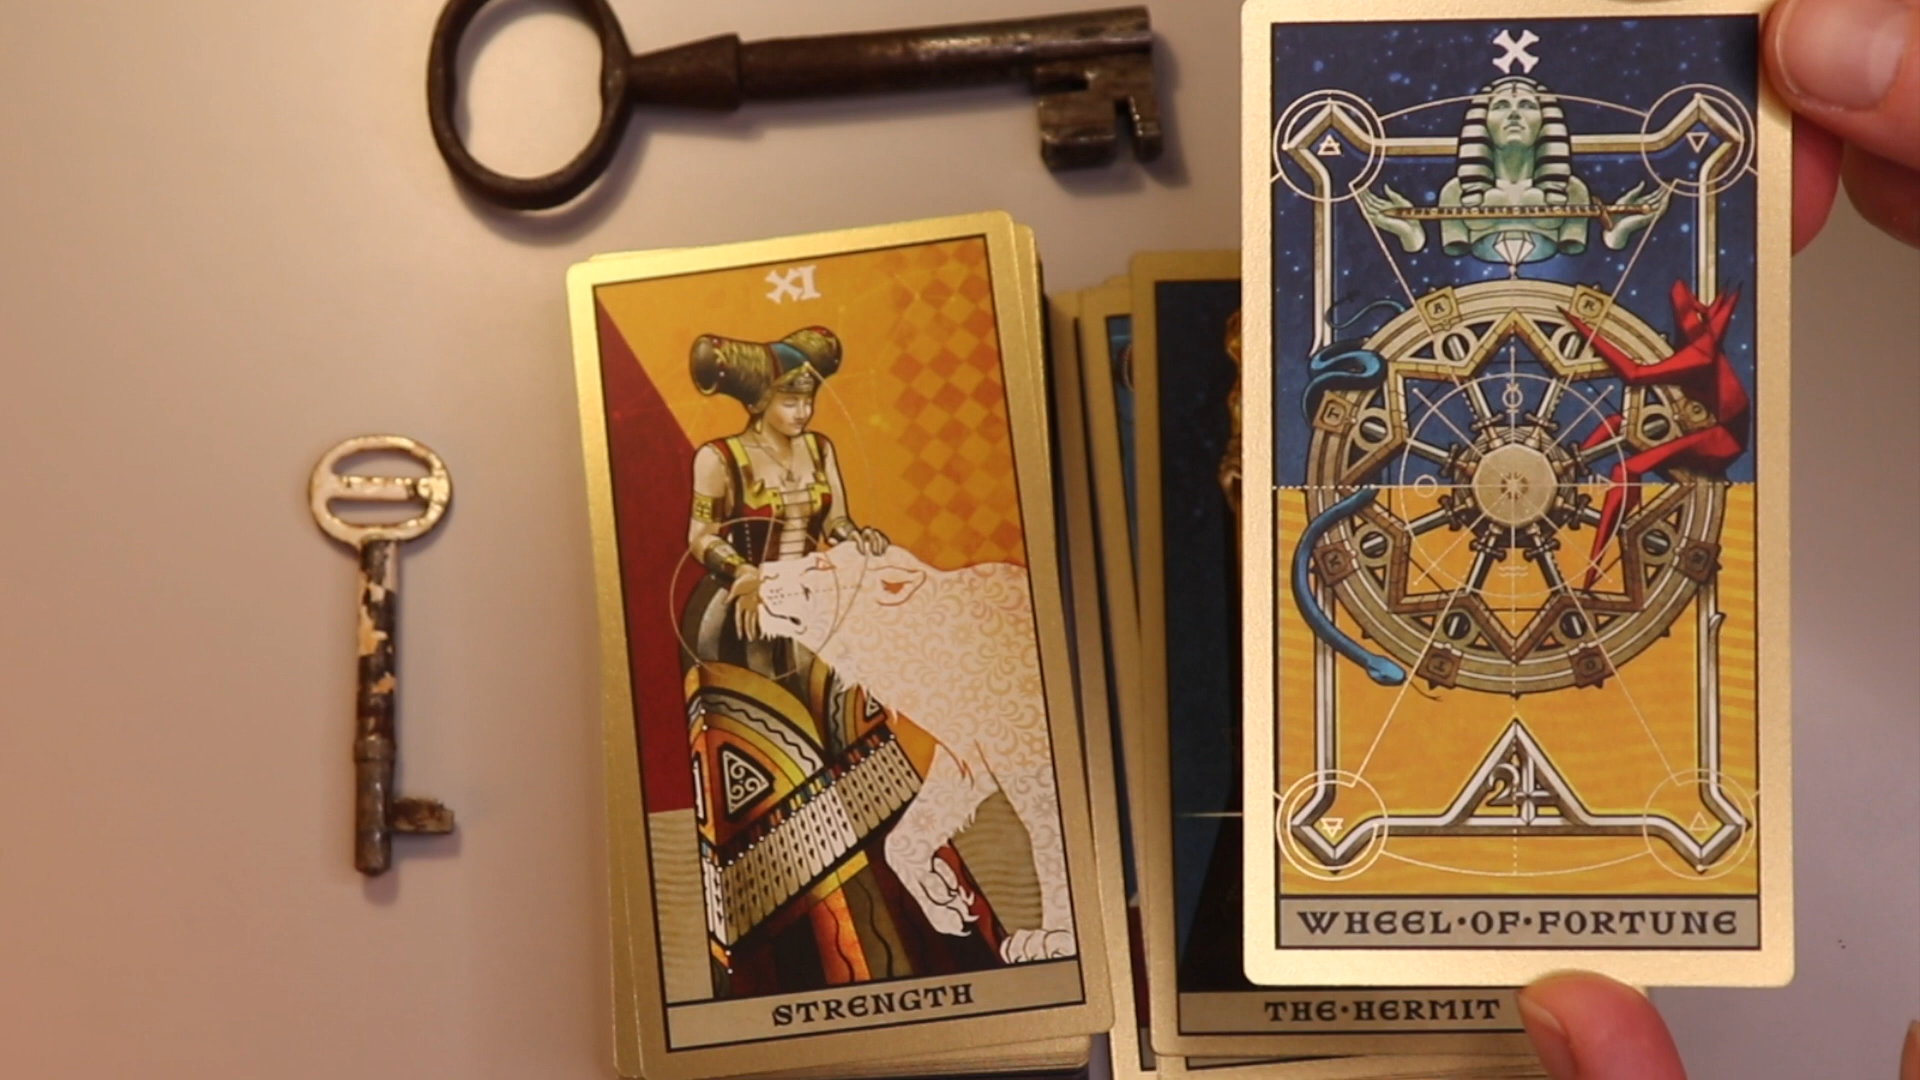 XI
STRENGTH
THE·HERMIT
X
A R
T
WHEEL·OF·FORTUNE